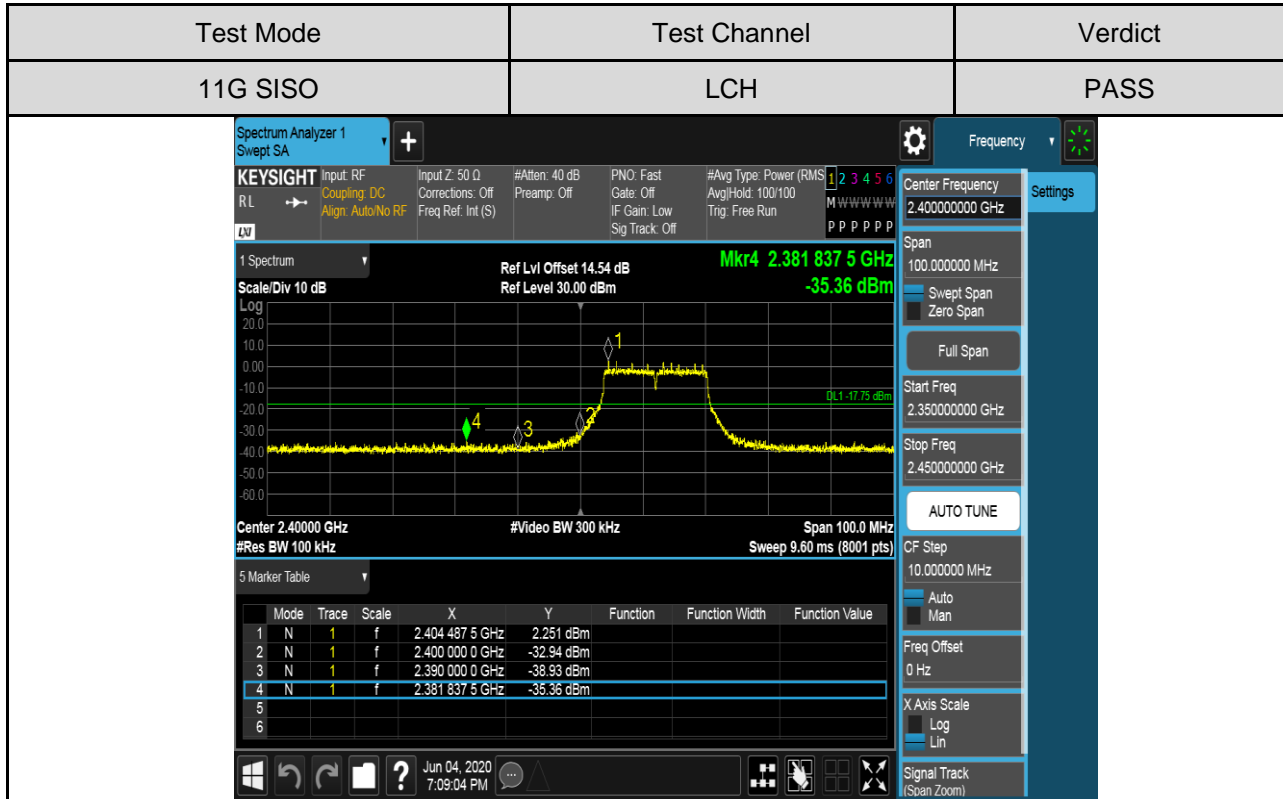 Test Mode Test Channel Verdict
11G SISO LCH PASS
Spectrum Analyzer 1
Swept SA
+
Frequency
KEYSIGHT Input: RF Input Z: 50 Ω #Atten: 40 dB PNO: Fast #Avg Type: Power (RMS 1 2 3 4 5 6
RL Coupling: DC Corrections: Off Preamp: Off Gate: Off Avg|Hold: 100/100 M W W W W W
Align: Auto/No RF Freq Ref: Int (S) IF Gain: Low Trig: Free Run
LXI Sig Track: Off P P P P P P
1 Spectrum Ref Lvl Offset 14.54 dB Mkr4 2.381 837 5 GHz
Scale/Div 10 dB Ref Level 30.00 dBm -35.36 dBm
Log
20.0
10.0
1
0.00
-10.0
DL1 -17.75 dBm
-20.0
4 3 2
-30.0
-40.0
-50.0
-60.0
Center 2.40000 GHz #Video BW 300 kHz Span 100.0 MHz
#Res BW 100 kHz Sweep 9.60 ms (8001 pts)
5 Marker Table
Mode Trace Scale X Y Function Function Width Function Value
1 N 1 f 2.404 487 5 GHz 2.251 dBm
2 N 1 f 2.400 000 0 GHz -32.94 dBm
3 N 1 f 2.390 000 0 GHz -38.93 dBm
4 N 1 f 2.381 837 5 GHz -35.36 dBm
5
6
Center Frequency
2.400000000 GHz
Settings
Span
100.000000 MHz
Swept Span
Zero Span
Full Span
Start Freq
2.350000000 GHz
Stop Freq
2.450000000 GHz
AUTO TUNE
CF Step
10.000000 MHz
Auto
Man
Freq Offset
0 Hz
X Axis Scale
Log
Lin
Signal Track
(Span Zoom)
? Jun 04, 2020
7:09:04 PM